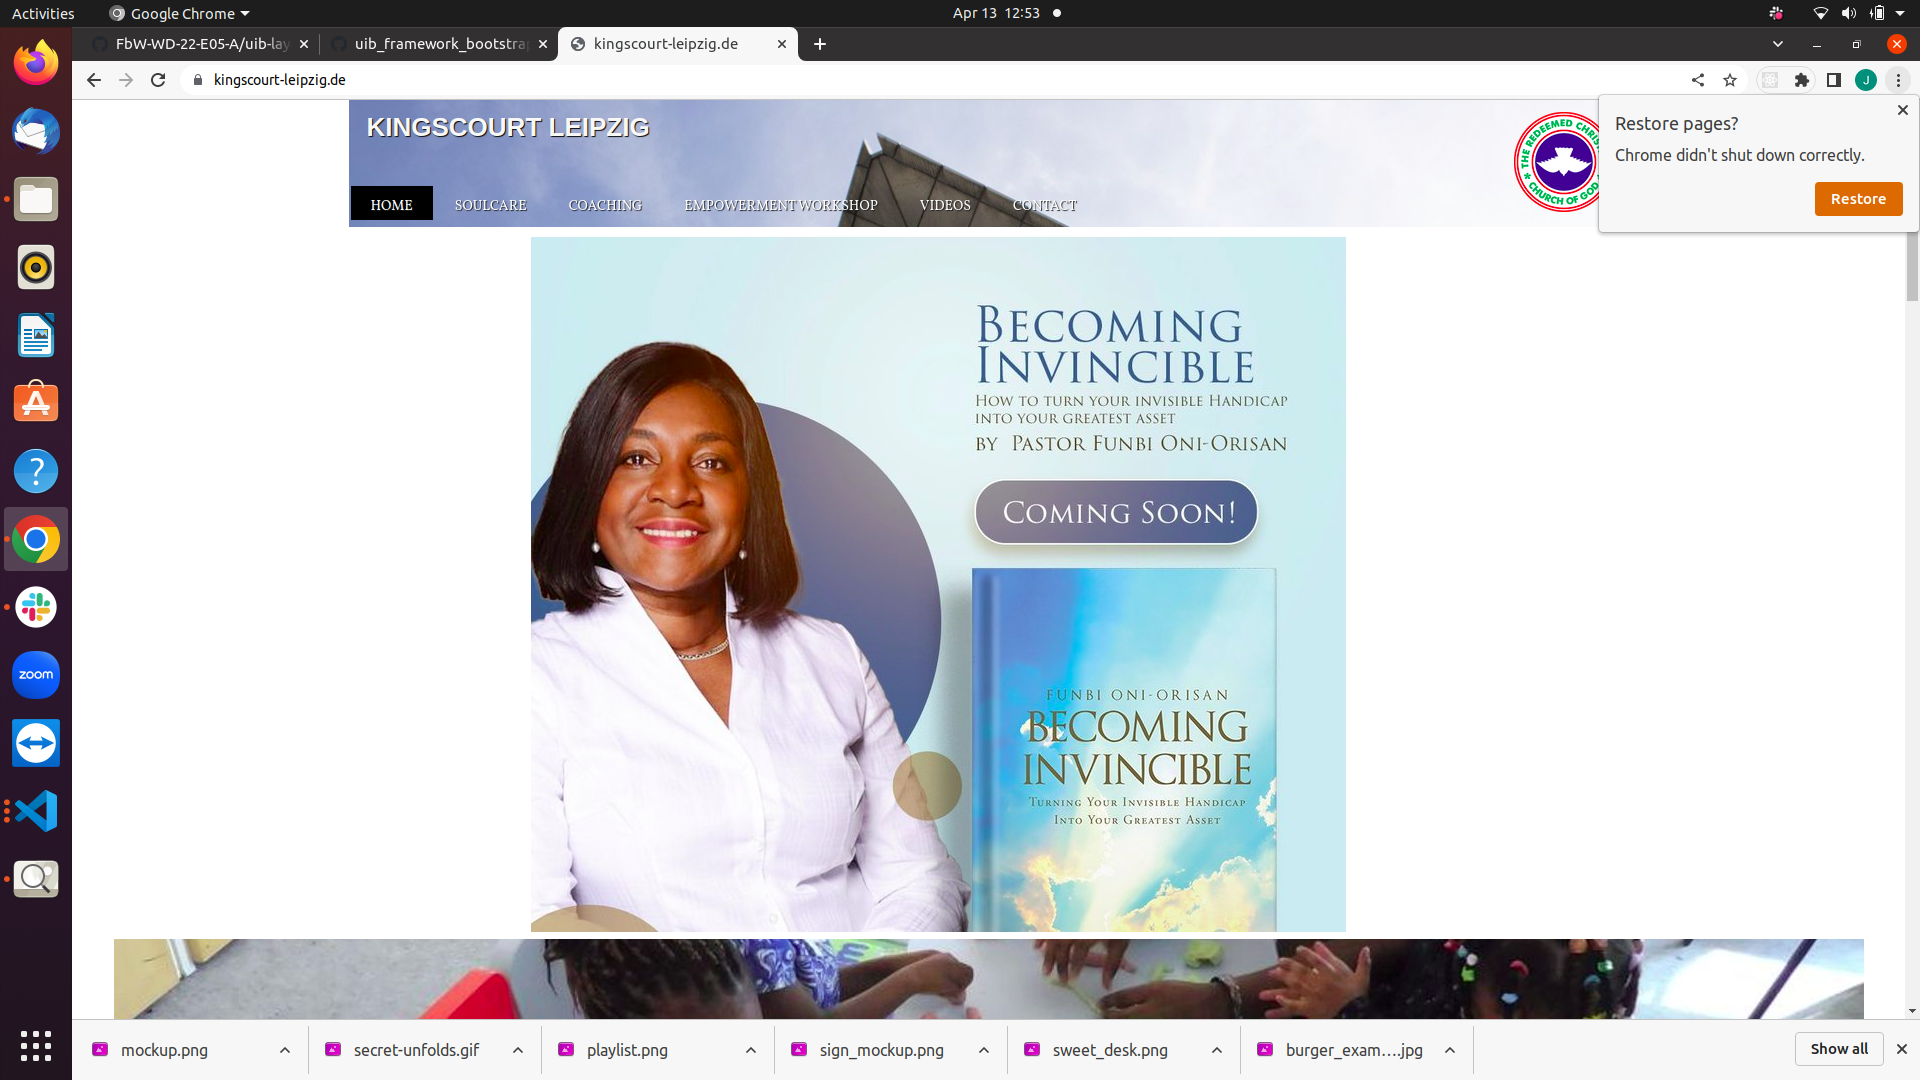 Activities
Google Chrome
Apr 13 12:53
FbW-WD-22-E05-A/uib-lay
uib_framework_bootstrap
kingscourt-leipzig.de
kingscourt-leipzig.de
J
Restore pages?
Chrome didn't shut down correctly.
Restore
KINGSCOURT LEIPZIG
THE REDEEMED CHRIS
CHURCH OF GOD
HOME
SOULCARE
COACHING
EMPOWERMENT WORKSHOP
VIDEOS
CONTACT
BECOMING
INVINCIBLE
HOW TO TURN YOUR INVISIBLE HANDICAP
INTO YOUR GREATEST ASSET
BY PASTOR FUNBI ONI-ORISAN
COMING SOON!
FUNBI ONI-ORISAN
BECOMING
INVINCIBLE
TURNING YOUR INVISIBLE HANDICAP
INTO YOUR GREATEST ASSET
zoom
mockup.png
secret-unfolds.gif
playlist.png
sign_mockup.png
sweet_desk.png
burger_exam….jpg
Show all